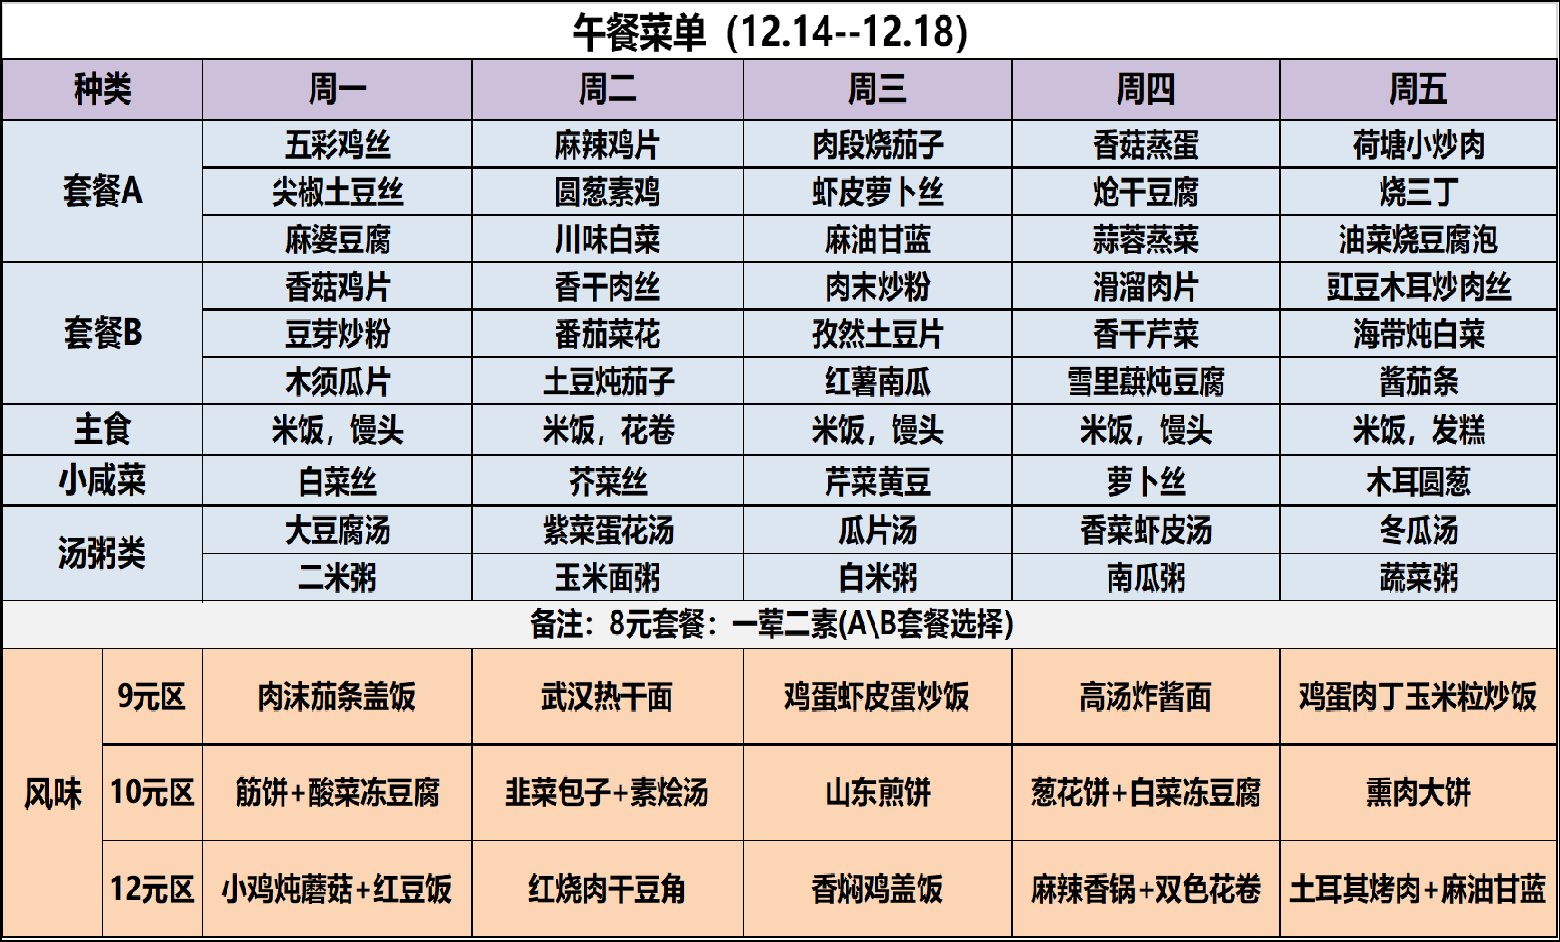 午餐菜单（12.14--12.18)
种类 周一 周二 周三 周四 周五
套餐A
五彩鸡丝 麻辣鸡片 肉段烧茄子 香菇蒸蛋 荷塘小炒肉
尖椒土豆丝 圆葱素鸡 虾皮萝卜丝 炝干豆腐 烧三丁
麻婆豆腐 川味白菜 麻油甘蓝 蒜蓉蒸菜 油菜烧豆腐泡
套餐B
香菇鸡片 香干肉丝 肉末炒粉 滑溜肉片 豇豆木耳炒肉丝
豆芽炒粉 番茄菜花 孜然土豆片 香干芹菜 海带炖白菜
木须瓜片 土豆炖茄子 红薯南瓜 雪里蕻炖豆腐 酱茄条
主食 米饭，馒头 米饭，花卷 米饭，馒头 米饭，馒头 米饭，发糕
小咸菜 白菜丝 芥菜丝 芹菜黄豆 萝卜丝 木耳圆葱
汤粥类
大豆腐汤 紫菜蛋花汤 瓜片汤 香菜虾皮汤 冬瓜汤
二米粥 玉米面粥 白米粥 南瓜粥 蔬菜粥
备注：8元套餐：一荤二素(A\B套餐选择)
风味
9元区 肉沫茄条盖饭 武汉热干面 鸡蛋虾皮蛋炒饭 高汤炸酱面 鸡蛋肉丁玉米粒炒饭
10元区 筋饼+酸菜冻豆腐 韭菜包子+素烩汤 山东煎饼 葱花饼+白菜冻豆腐 熏肉大饼
12元区 小鸡炖蘑菇+红豆饭 红烧肉干豆角 香焖鸡盖饭 麻辣香锅+双色花卷 土耳其烤肉+麻油甘蓝